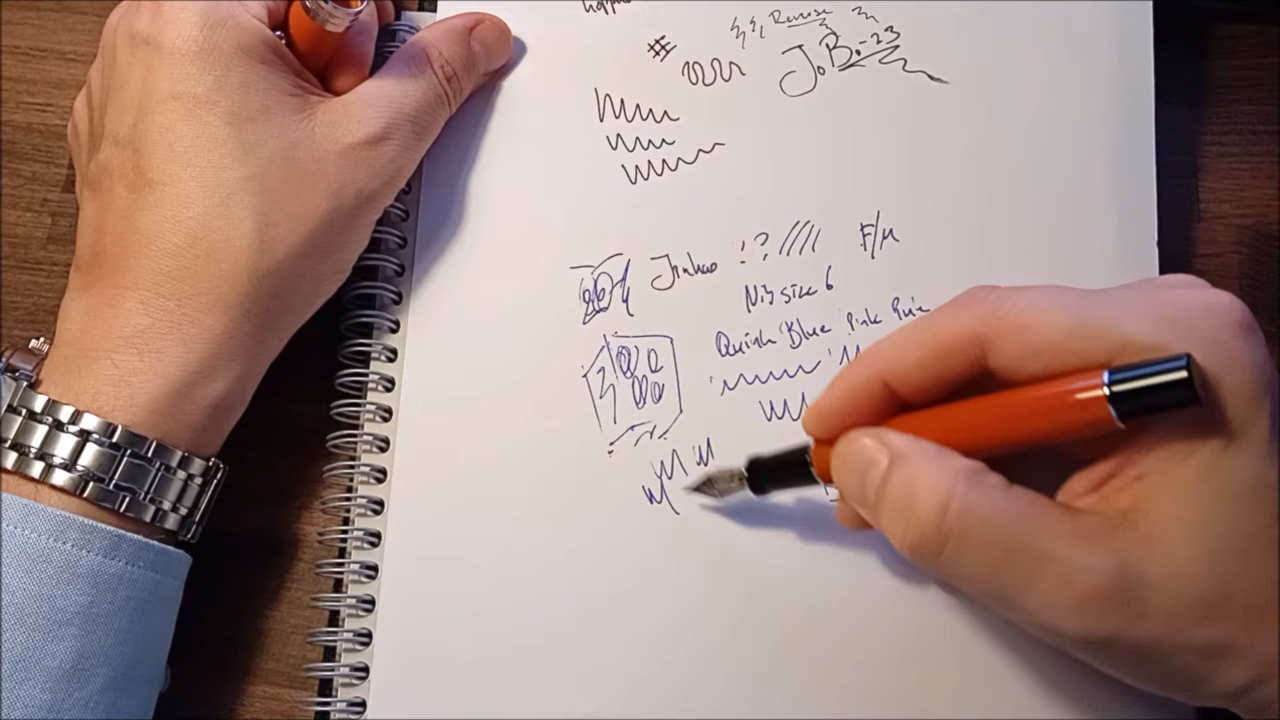 Reverse
#
J.B.-23
Jinhao !? //// F/M
Nib size 6
Quink Blue